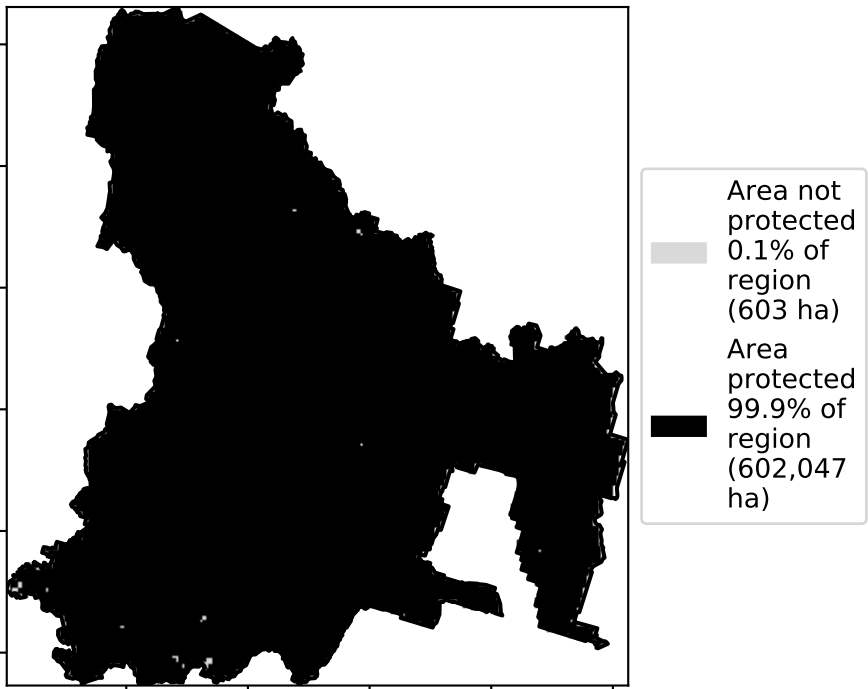 Area not
protected
0.1% of
region
(603 ha)
Area
protected
99.9% of
region
(602,047
ha)